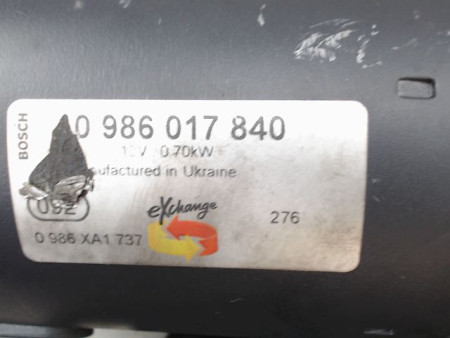 BOSCH
0 986 017 840
12V 0.70kW
ufactured in Ukraine
092
eXchange
276
0 986 XA1 737